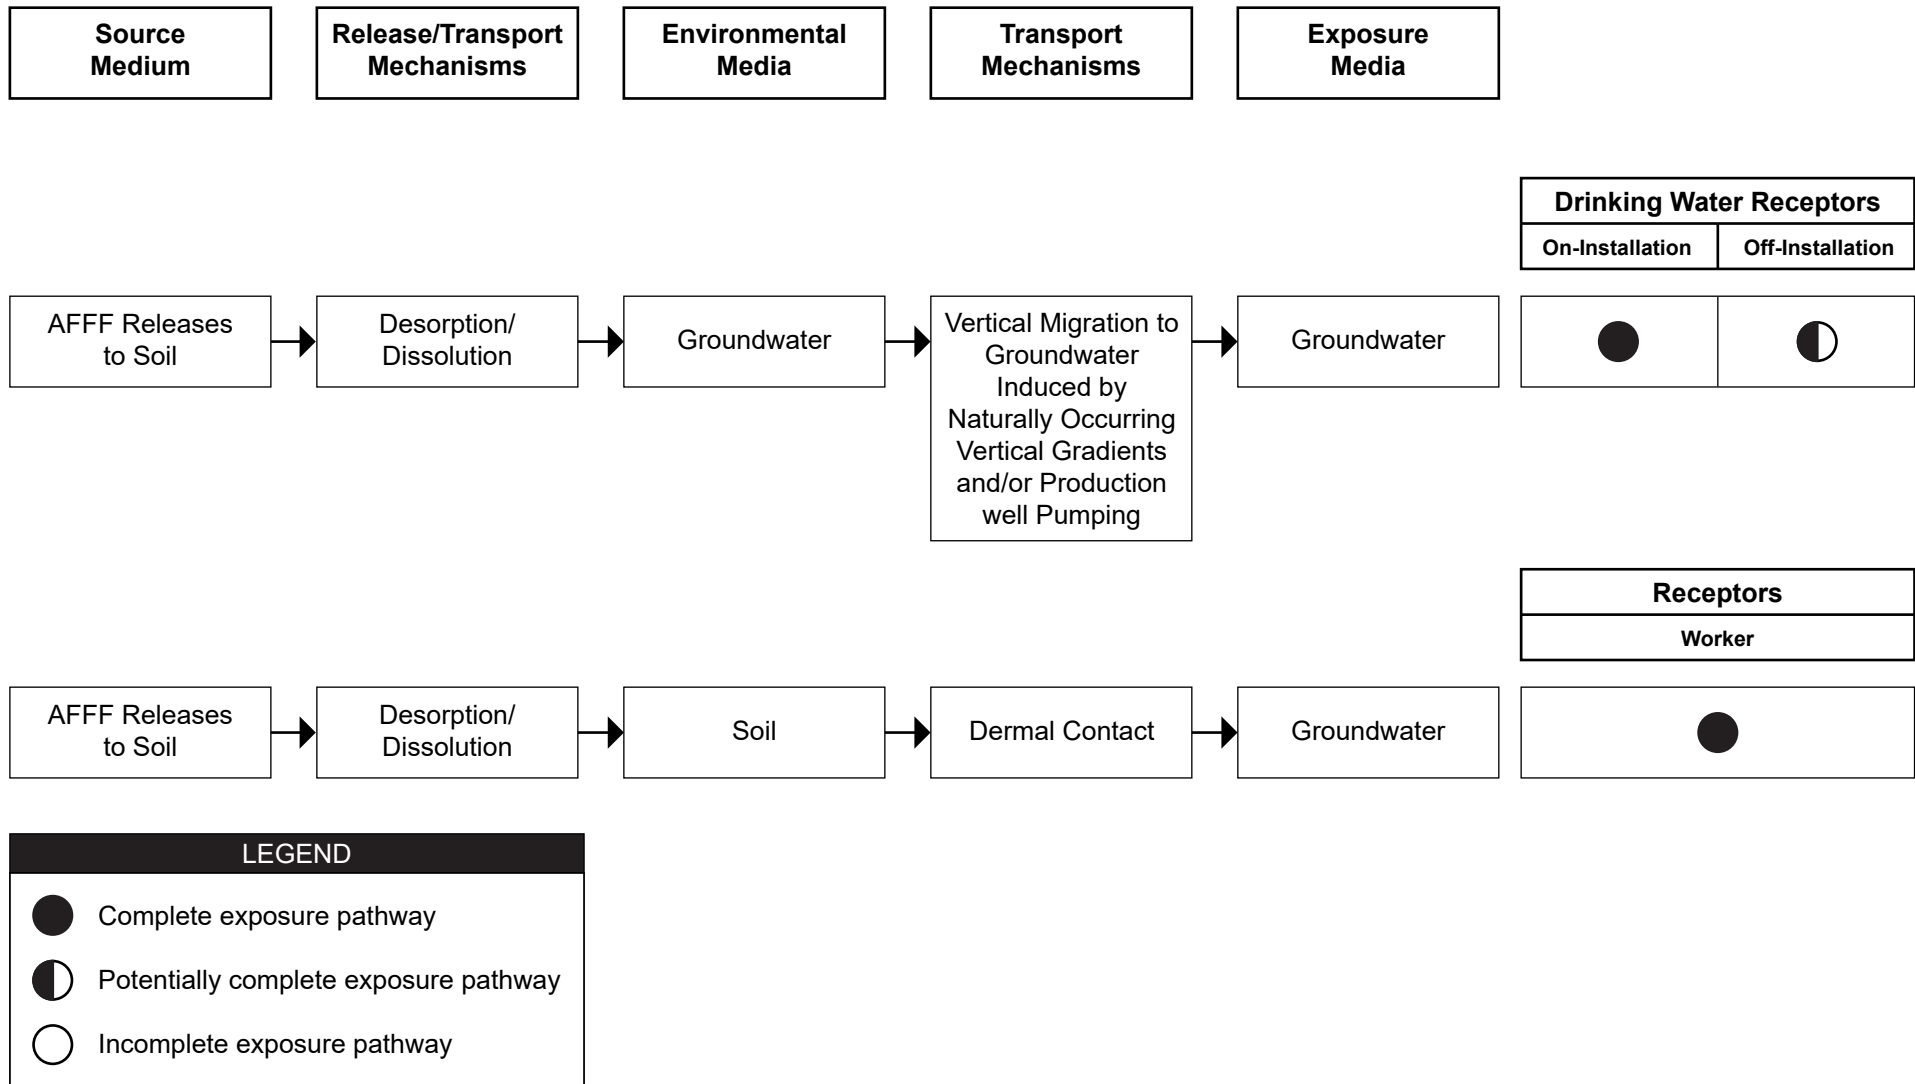 Source
Medium
Release/Transport
Mechanisms
Environmental
Media
Transport
Mechanisms
Exposure
Media
Drinking Water Receptors
On-Installation
Off-Installation
AFFF Releases
to Soil
Desorption/
Dissolution
Groundwater
Vertical Migration to
Groundwater
Induced by
Naturally Occurring
Vertical Gradients
and/or Production
well Pumping
Groundwater
Receptors
Worker
AFFF Releases
to Soil
Desorption/
Dissolution
Soil
Dermal Contact
Groundwater
LEGEND
Complete exposure pathway
Potentially complete exposure pathway
Incomplete exposure pathway